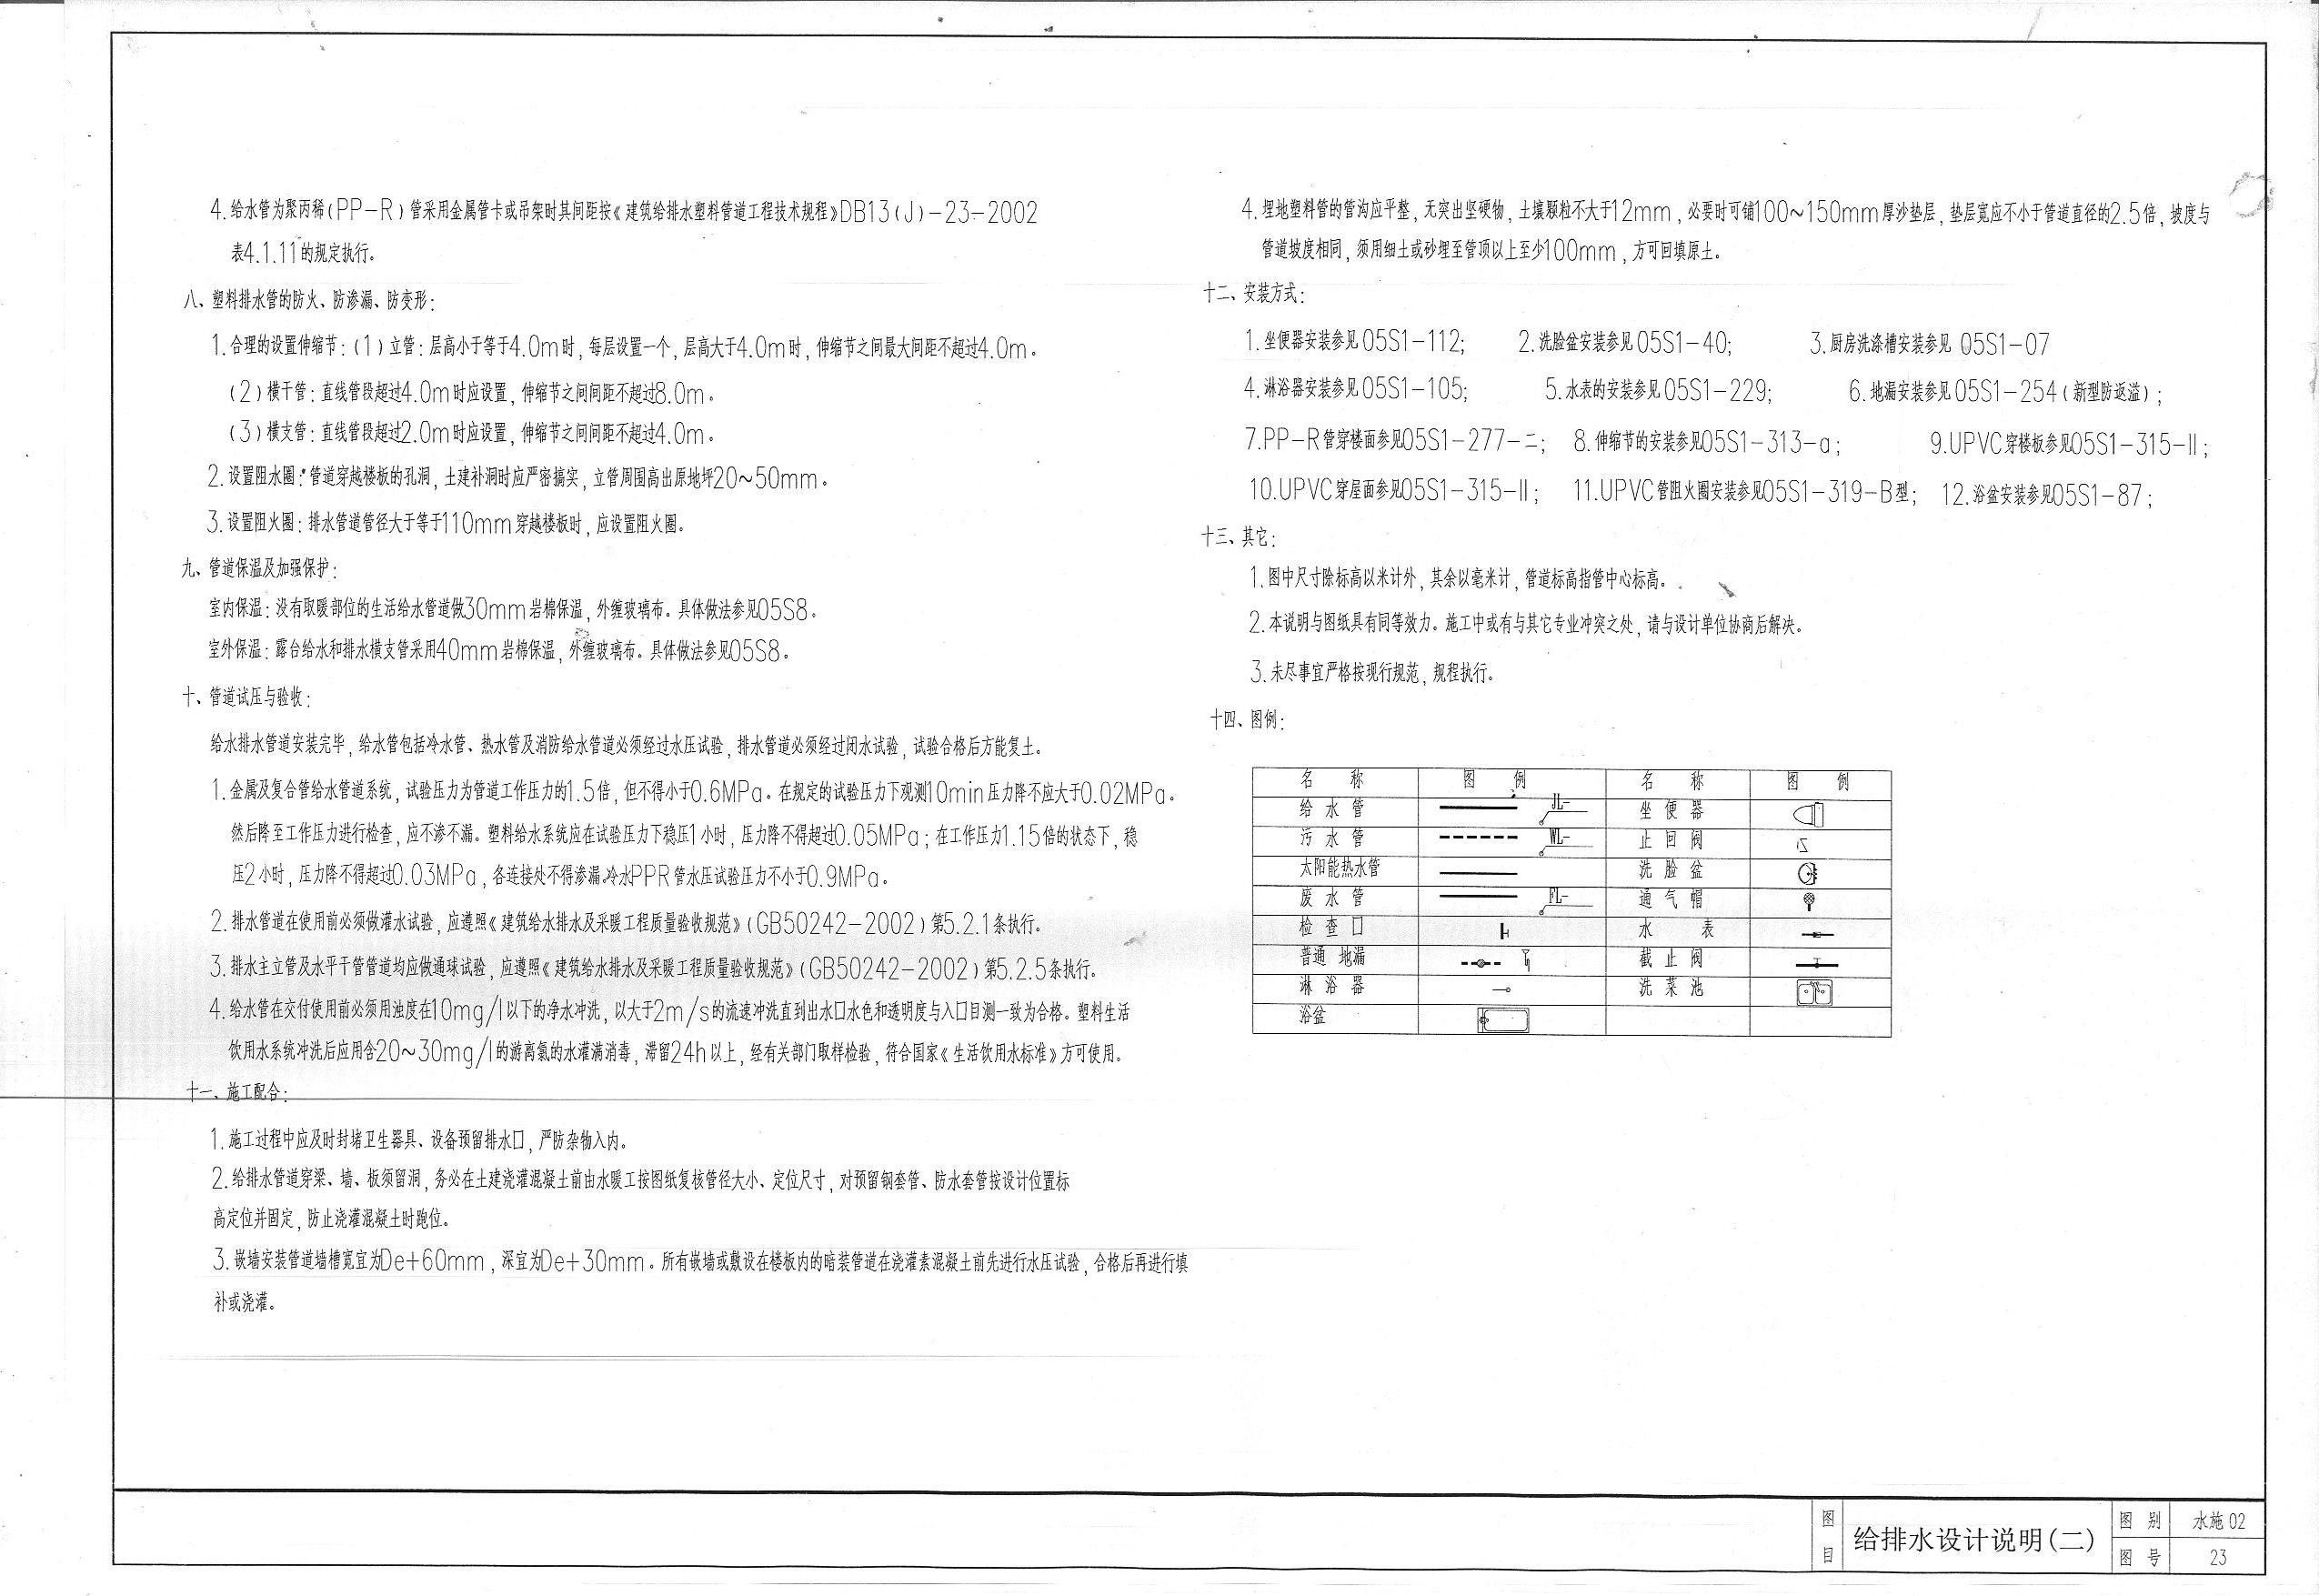 4.给水管为聚丙稀(PP-R)管采用金属管卡或吊架时其间距按《建筑给排水塑料管道工程技术规程》DB13(J)-23-2002
表4.1.11的规定执行。
八、塑料排水管的防火、防渗漏、防变形:
1.合理的设置伸缩节:(1)立管:层高小于等于4.0m时,每层设置一个,层高大于4.0m时,伸缩节之间最大间距不超过4.0m。
(2)横干管:直线管段超过4.0m时应设置,伸缩节之间间距不超过8.0m。
(3)横支管:直线管段超过2.0m时应设置,伸缩节之间间距不超过4.0m。
2.设置阻水圈:管道穿越楼板的孔洞,土建补洞时应严密捣实,立管周围高出原地坪20~50mm。
3.设置阻火圈:排水管道管径大于等于110mm穿越楼板时,应设置阻火圈。
九、管道保温及加强保护:
室内保温:没有取暖部位的生活给水管道做30mm岩棉保温,外缠玻璃布。具体做法参见05S8。
室外保温:露台给水和排水横支管采用40mm岩棉保温,外缠玻璃布。具体做法参见05S8。
十、管道试压与验收:
给水排水管道安装完毕,给水管包括冷水管、热水管及消防给水管道必须经过水压试验,排水管道必须经过闭水试验,试验合格后方能复土。
1.金属及复合管给水管道系统,试验压力为管道工作压力的1.5倍,但不得小于0.6MPa。在规定的试验压力下观测10min压力降不应大于0.02MPa。
然后降至工作压力进行检查,应不渗不漏。塑料给水系统应在试验压力下稳压1小时,压力降不得超过0.05MPa;在工作压力1.15倍的状态下,稳
压2小时,压力降不得超过0.03MPa,各连接处不得渗漏.冷水PPR管水压试验压力不小于0.9MPa。
2.排水管道在使用前必须做灌水试验,应遵照《建筑给水排水及采暖工程质量验收规范》(GB50242-2002)第5.2.1条执行。
3.排水主立管及水平干管管道均应做通球试验,应遵照《建筑给水排水及采暖工程质量验收规范》(GB50242-2002)第5.2.5条执行。
4.给水管在交付使用前必须用浊度在10mg/l以下的净水冲洗,以大于2m/s的流速冲洗直到出水口水色和透明度与入口目测一致为合格。塑料生活
饮用水系统冲洗后应用含20~30mg/l的游离氯的水灌满消毒,滞留24h以上,经有关部门取样检验,符合国家《生活饮用水标准》方可使用。
十一、施工配合:
1.施工过程中应及时封堵卫生器具、设备预留排水口,严防杂物入内。
2.给排水管道穿梁、墙、板须留洞,务必在土建浇灌混凝土前由水暖工按图纸复核管径大小、定位尺寸,对预留钢套管、防水套管按设计位置标
高定位并固定,防止浇灌混凝土时跑位。
3.嵌墙安装管道墙槽宽宜为De+60mm,深宜为De+30mm。所有嵌墙或敷设在楼板内的暗装管道在浇灌素混凝土前先进行水压试验,合格后再进行填
补或浇灌。
4.埋地塑料管的管沟应平整,无突出坚硬物,土壤颗粒不大于12mm,必要时可铺100~150mm厚沙垫层,垫层宽应不小于管道直径的2.5倍,坡度与
管道坡度相同,须用细土或砂埋至管顶以上至少100mm,方可回填原土。
十二、安装方式:
1.坐便器安装参见05S1-112; 2.洗脸盆安装参见05S1-40; 3.厨房洗涤槽安装参见 05S1-07
4.淋浴器安装参见05S1-105; 5.水表的安装参见05S1-229; 6.地漏安装参见05S1-254(新型防返溢);
7.PP-R管穿楼面参见05S1-277-二; 8.伸缩节的安装参见05S1-313-a; 9.UPVC穿楼板参见05S1-315-II;
10.UPVC穿屋面参见05S1-315-II; 11.UPVC管阻火圈安装参见05S1-319-B型; 12.浴盆安装参见05S1-87;
十三、其它:
1.图中尺寸除标高以米计外,其余以毫米计,管道标高指管中心标高。
2.本说明与图纸具有同等效力。施工中或有与其它专业冲突之处,请与设计单位协商后解决。
3.未尽事宜严格按现行规范,规程执行。
十四、图例:
名 称 图 例 名 称 图 例
给 水 管 JL- 坐 便 器
污 水 管 WL- 止 回 阀
太阳能热水管 洗 脸 盆
废 水 管 FL- 通 气 帽
检 查 口 水 表
普通 地漏 截 止 阀
淋 浴 器 洗 菜 池
浴盆
图目 给排水设计说明(二) 图 别 水施 02
图 号 23